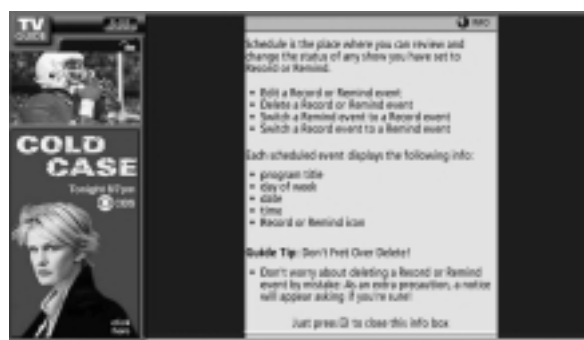 TV
GUIDE
INFO
Schedule is the place where you can review and
change the status of any show you have set to
Record or Remind.
• Edit a Record or Remind event
• Delete a Record or Remind event
• Switch a Remind event to a Record event
• Switch a Record event to a Remind event
Each scheduled event displays the following info:
• program title
• day of week
• date
• time
• Record or Remind icon
Guide Tip: Don't Fret Over Delete!
• Don't worry about deleting a Record or Remind
event by mistake. As an extra precaution, a notice
will appear asking if you're sure!
Just press to close this info box
COLD
CASE
Tonight 8/7pm
CBS
click
here